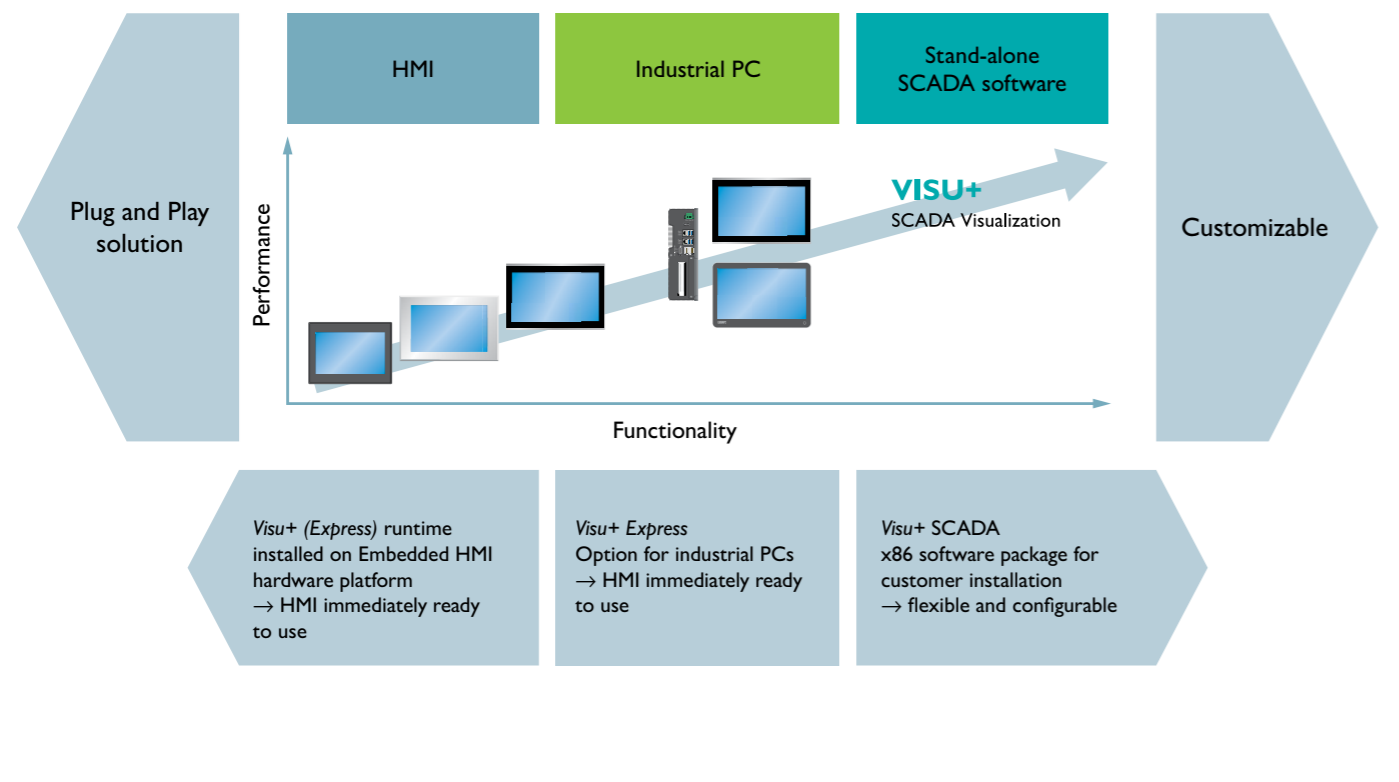 HMI
Industrial PC
Stand-alone
SCADA software
Plug and Play
solution
Performance
VISU+
SCADA Visualization
Customizable
Functionality
Visu+ (Express) runtime
installed on Embedded HMI
hardware platform
→ HMI immediately ready
to use
Visu+ Express
Option for industrial PCs
→ HMI immediately ready
to use
Visu+ SCADA
x86 software package for
customer installation
→ flexible and configurable